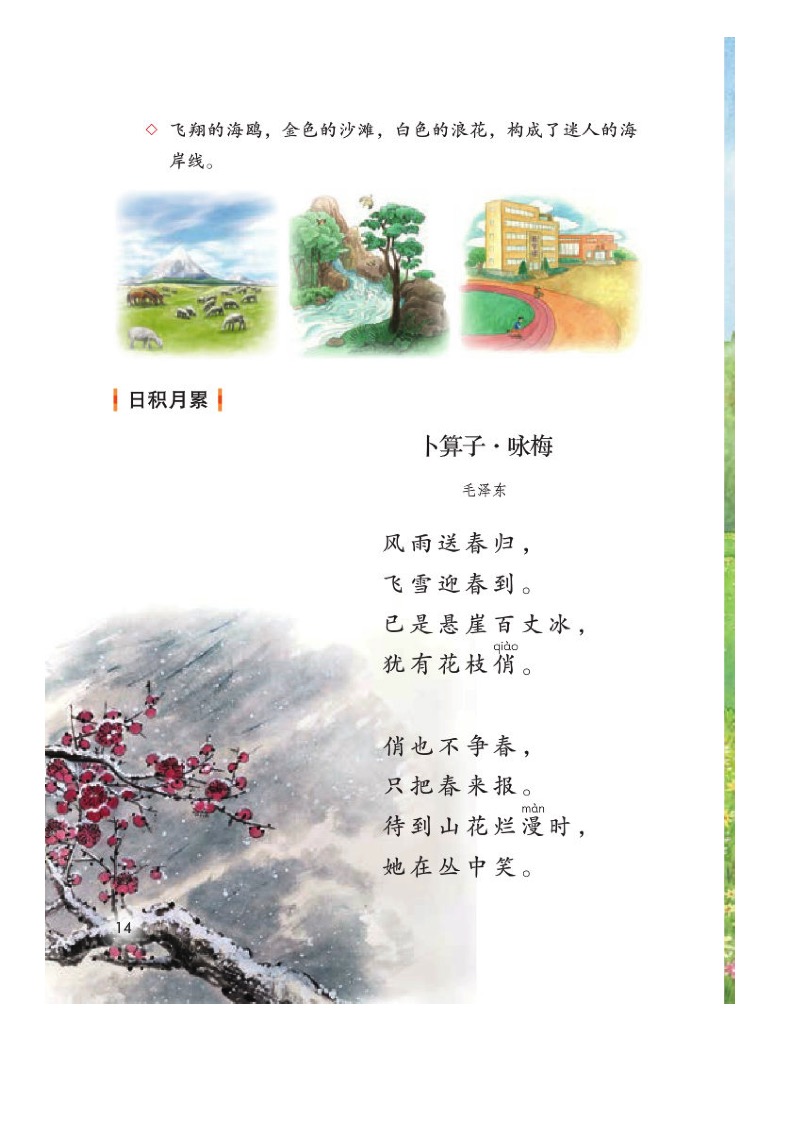 ◇ 飞翔的海鸥，金色的沙滩，白色的浪花，构成了迷人的海
岸线。
日积月累
卜算子·咏梅
毛泽东
风雨送春归，
飞雪迎春到。
已是悬崖百丈冰，
qiào
犹有花枝俏。
俏也不争春，
只把春来报。
màn
待到山花烂漫时，
她在丛中笑。
14